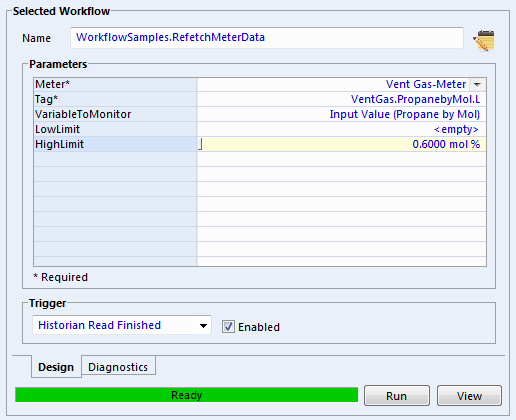 Selected Workflow
Name WorkflowSamples.RefetchMeterData
Parameters
Meter* Vent Gas-Meter
Tag* VentGas.PropanebyMol.L
VariableToMonitor Input Value (Propane by Mol)
LowLimit <empty>
HighLimit 0.6000 mol %
* Required
Trigger
Historian Read Finished Enabled
Design Diagnostics
Ready Run View